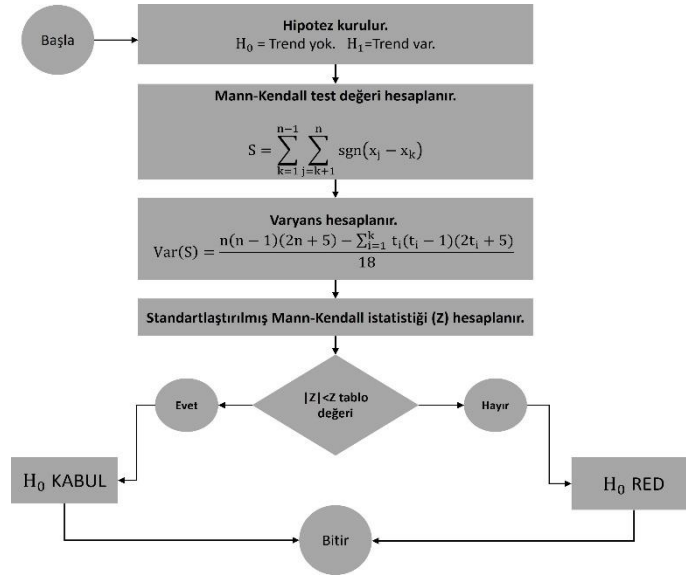 Başla
Hipotez kurulur.
H₀ = Trend yok. H₁=Trend var.
Mann-Kendall test değeri hesaplanır.
S = ∑_{k=1}^{n−1} ∑_{j=k+1}^{n} sgn(x_j − x_k)
Varyans hesaplanır.
Var(S) = \frac{n(n − 1)(2n + 5) − ∑_{i=1}^{k} t_i(t_i − 1)(2t_i + 5)}{18}
Standartlaştırılmış Mann-Kendall istatistiği (Z) hesaplanır.
|Z|<Z tablo
değeri
Evet
Hayır
H₀ KABUL
H₀ RED
Bitir